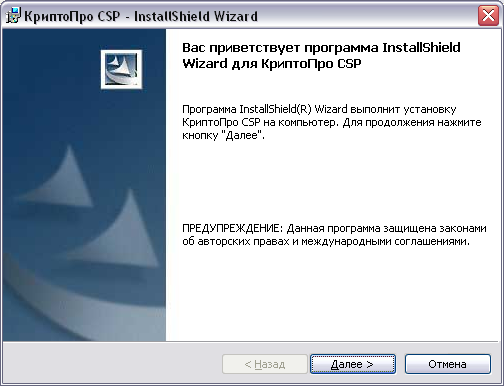 КриптоПро CSP - InstallShield Wizard
Вас приветствует программа InstallShield
Wizard для КриптоПро CSP
Программа InstallShield(R) Wizard выполнит установку
КриптоПро CSP на компьютер. Для продолжения нажмите
кнопку "Далее".
ПРЕДУПРЕЖДЕНИЕ: Данная программа защищена законами
об авторских правах и международными соглашениями.
< Назад
Далее >
Отмена